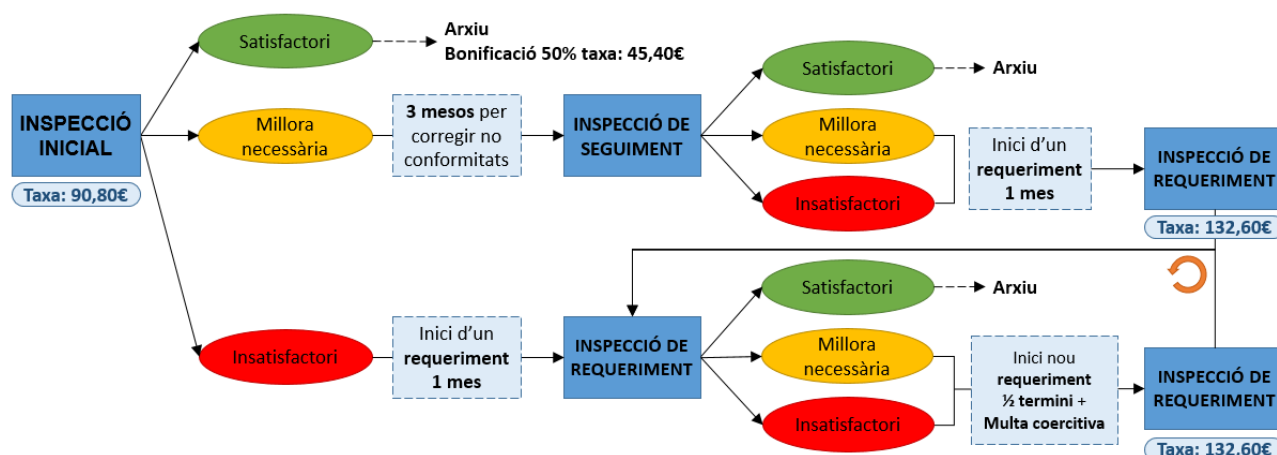 Satisfactori
Arxiu
Bonificació 50% taxa: 45,40€
INSPECCIÓ
INICIAL
Taxa: 90,80€
Millora
necessària
3 mesos per
corregir no
conformitats
INSPECCIÓ DE
SEGUIMENT
Satisfactori
Arxiu
Millora
necessària
Insatisfactori
Inici d'un
requeriment
1 mes
INSPECCIÓ DE
REQUERIMENT
Taxa: 132,60€
Insatisfactori
Inici d'un
requeriment
1 mes
INSPECCIÓ DE
REQUERIMENT
Satisfactori
Arxiu
Millora
necessària
Insatisfactori
Inici nou
requeriment
½ termini +
Multa coercitiva
INSPECCIÓ DE
REQUERIMENT
Taxa: 132,60€